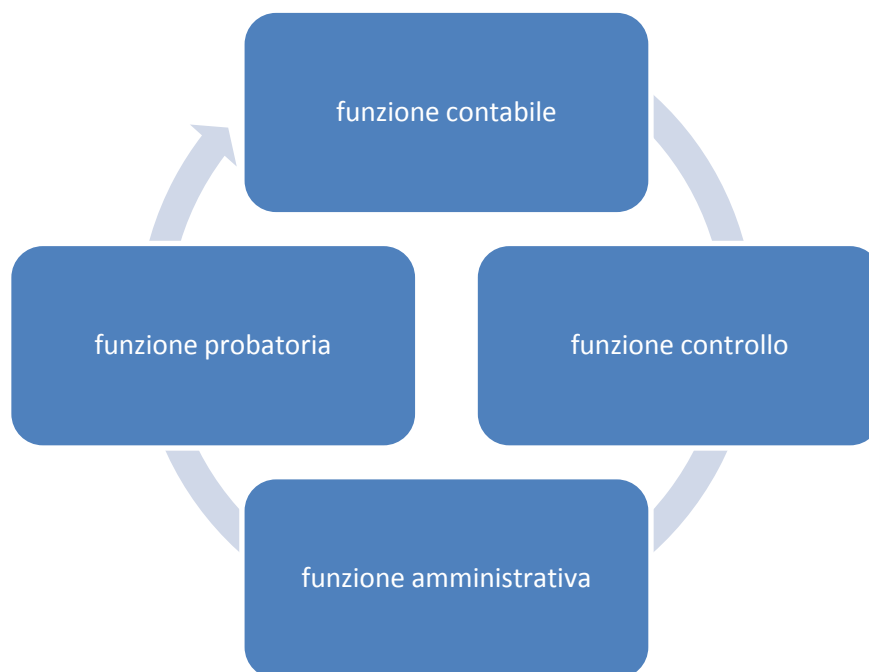 funzione contabile
funzione probatoria
funzione controllo
funzione amministrativa